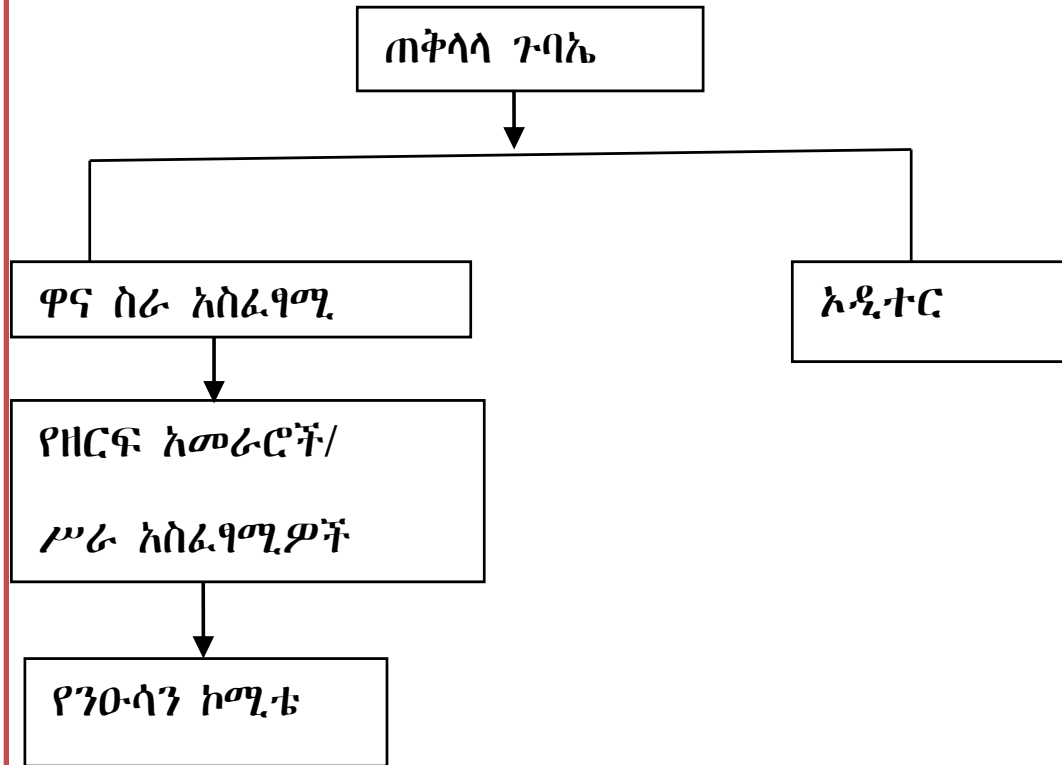 ጠቅላላ ጉባኤ
ዋና ስራ አስፈፃሚ
ኦዲተር
የዘርፍ አመራሮች/
ሥራ አስፈፃሚዎች
የንዑሳን ኮሚቴ